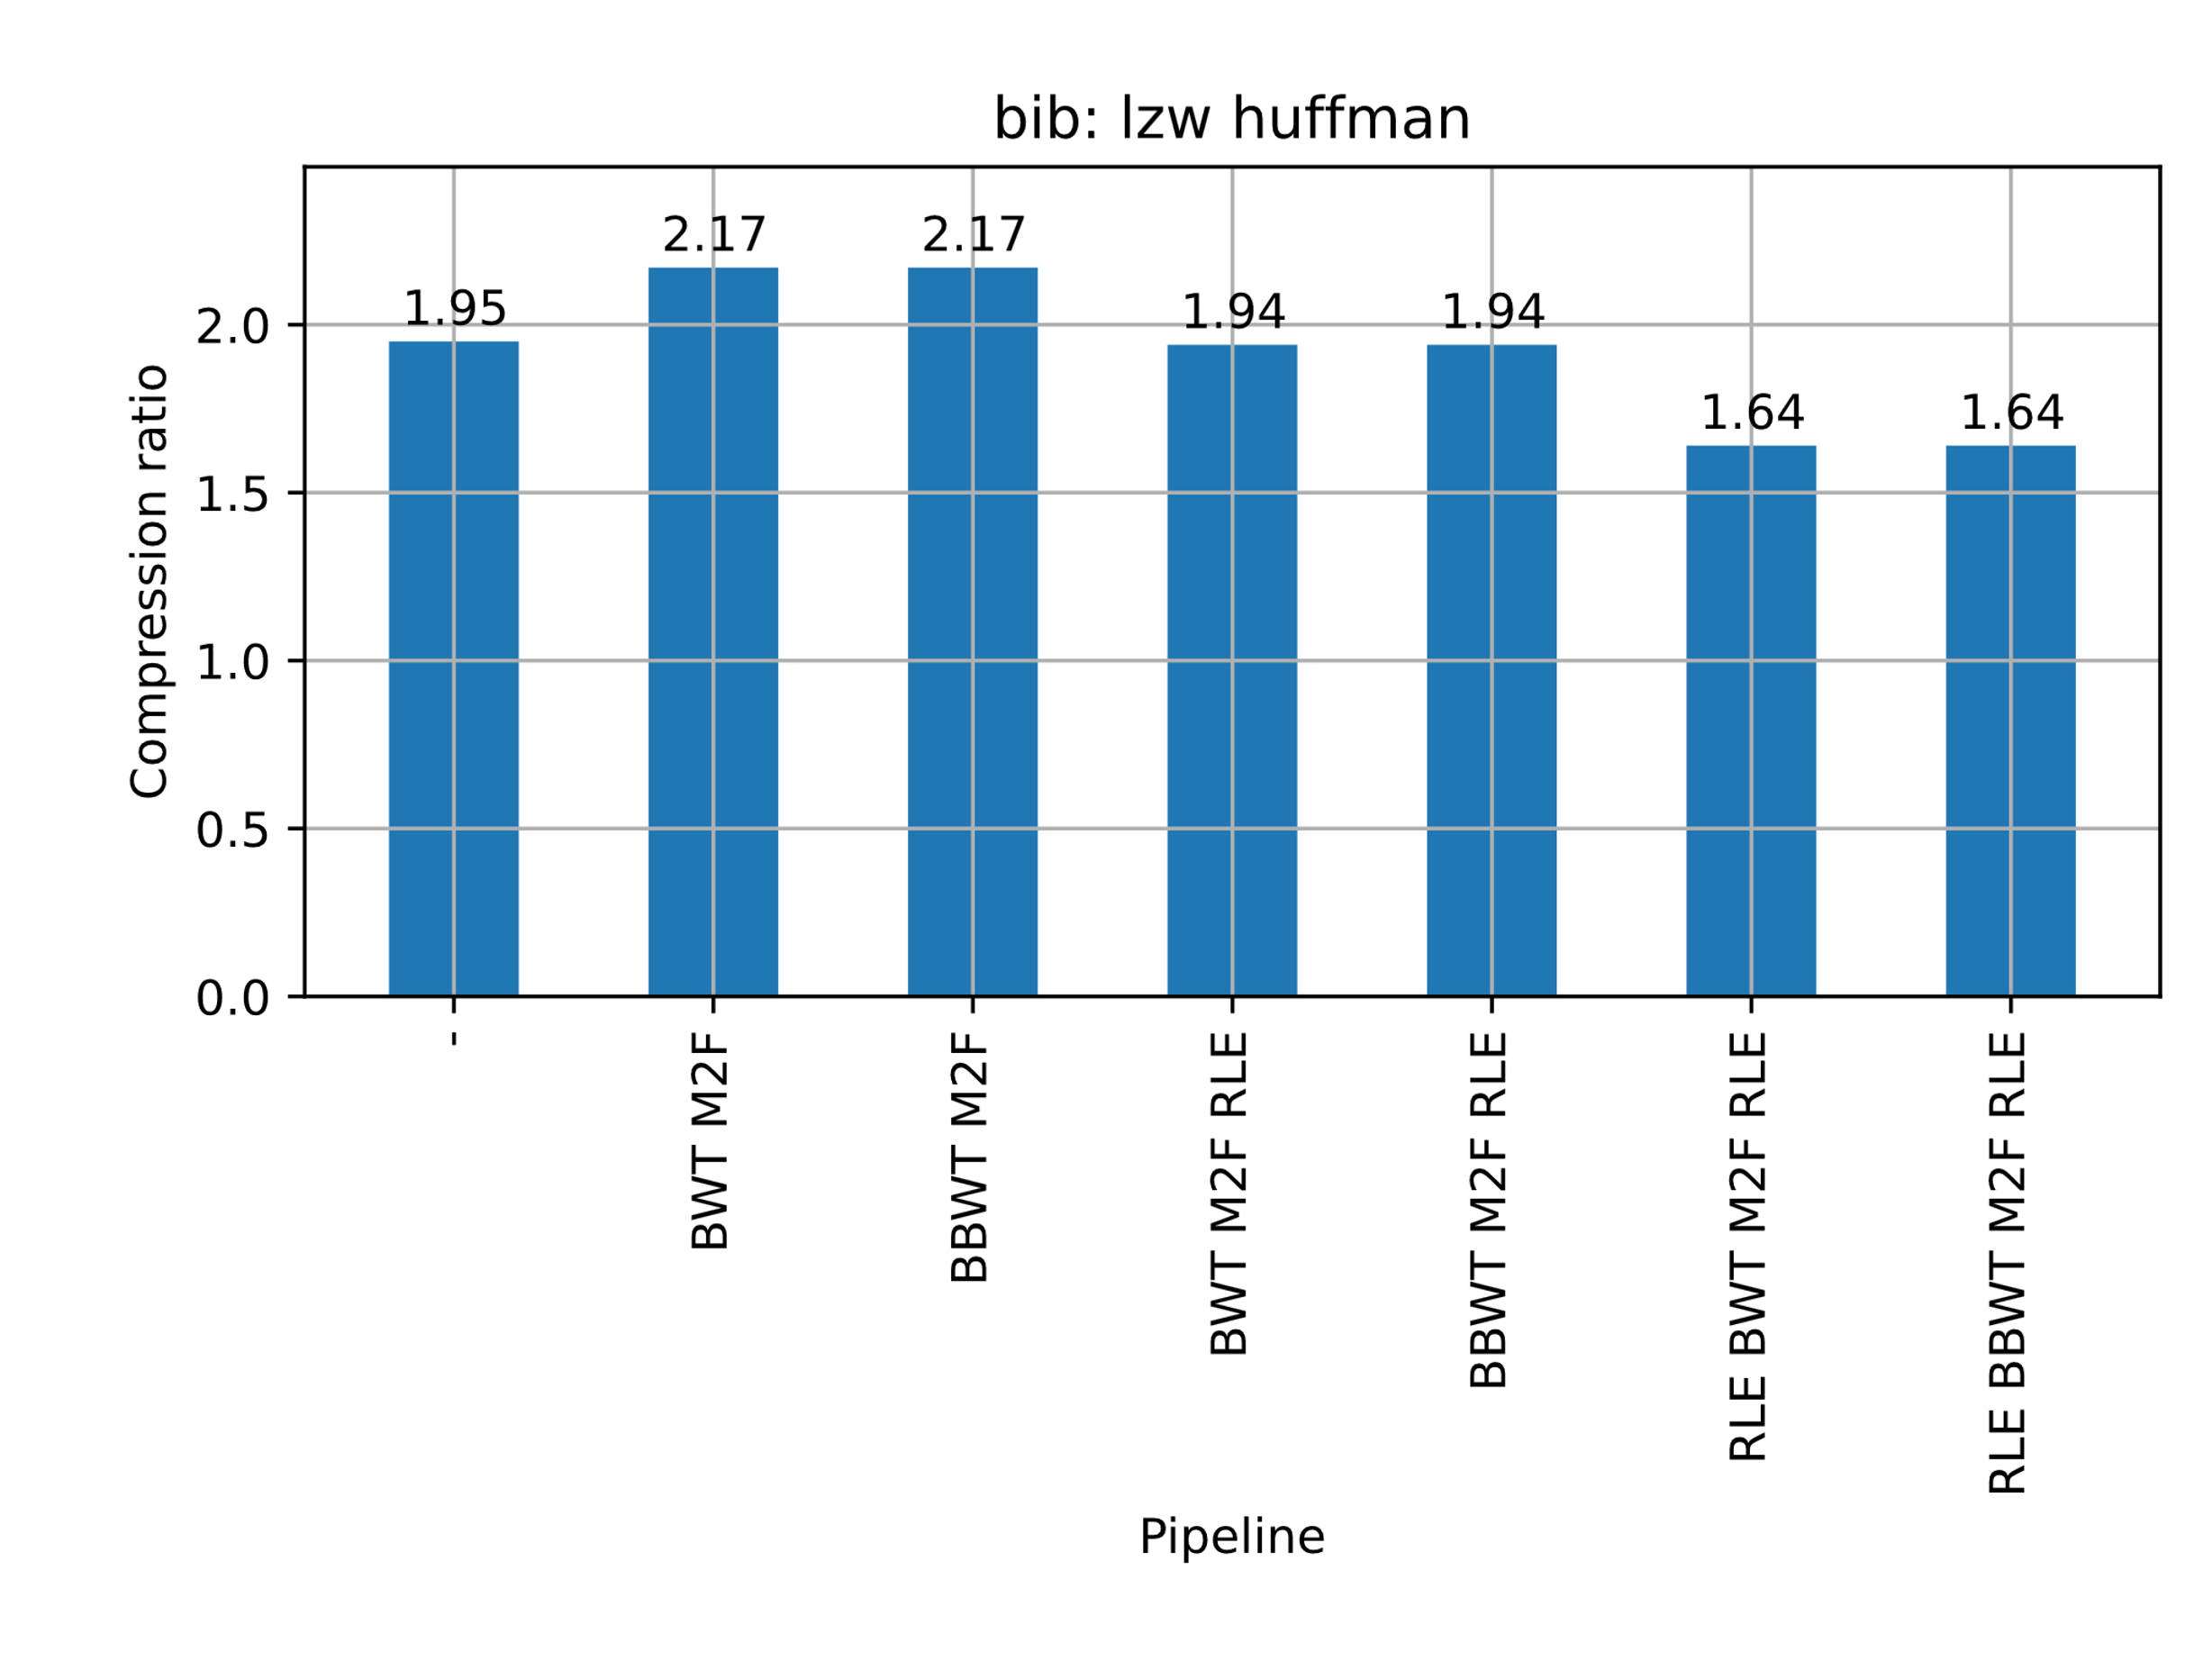 bib: lzw huffman
2.17
2.17
1.95
1.94
1.94
1.64
1.64
2.0
1.5
1.0
0.5
0.0
Compression ratio
-
BWT M2F
BBWT M2F
BWT M2F RLE
BBWT M2F RLE
RLE BWT M2F RLE
RLE BBWT M2F RLE
Pipeline